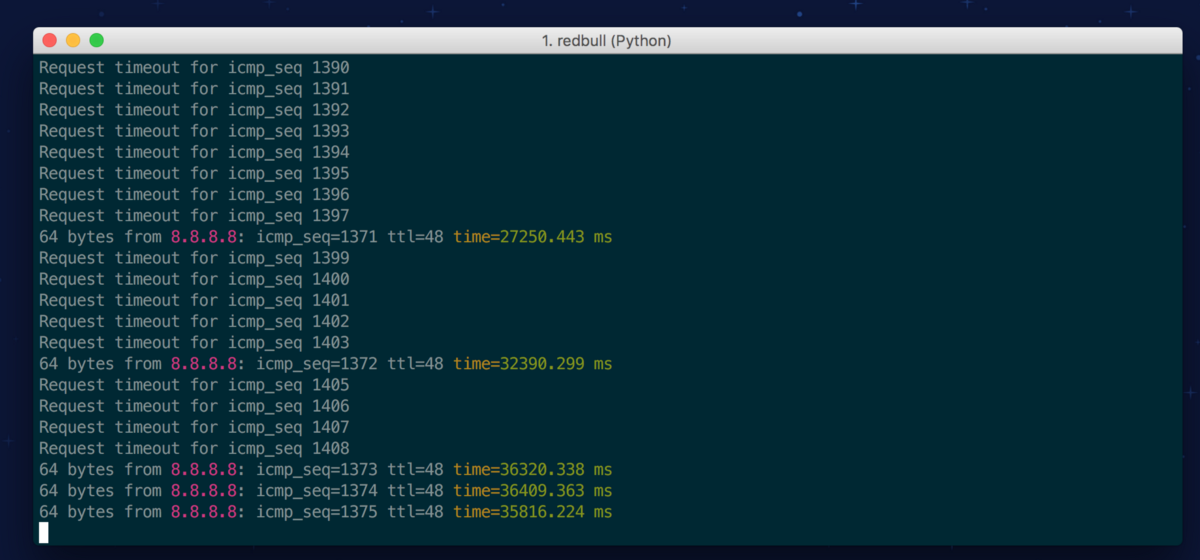 1. redbull (Python)
Request timeout for icmp_seq 1390
Request timeout for icmp_seq 1391
Request timeout for icmp_seq 1392
Request timeout for icmp_seq 1393
Request timeout for icmp_seq 1394
Request timeout for icmp_seq 1395
Request timeout for icmp_seq 1396
Request timeout for icmp_seq 1397
64 bytes from 8.8.8.8: icmp_seq=1371 ttl=48 time=27250.443 ms
Request timeout for icmp_seq 1399
Request timeout for icmp_seq 1400
Request timeout for icmp_seq 1401
Request timeout for icmp_seq 1402
Request timeout for icmp_seq 1403
64 bytes from 8.8.8.8: icmp_seq=1372 ttl=48 time=32390.299 ms
Request timeout for icmp_seq 1405
Request timeout for icmp_seq 1406
Request timeout for icmp_seq 1407
Request timeout for icmp_seq 1408
64 bytes from 8.8.8.8: icmp_seq=1373 ttl=48 time=36320.338 ms
64 bytes from 8.8.8.8: icmp_seq=1374 ttl=48 time=36409.363 ms
64 bytes from 8.8.8.8: icmp_seq=1375 ttl=48 time=35816.224 ms